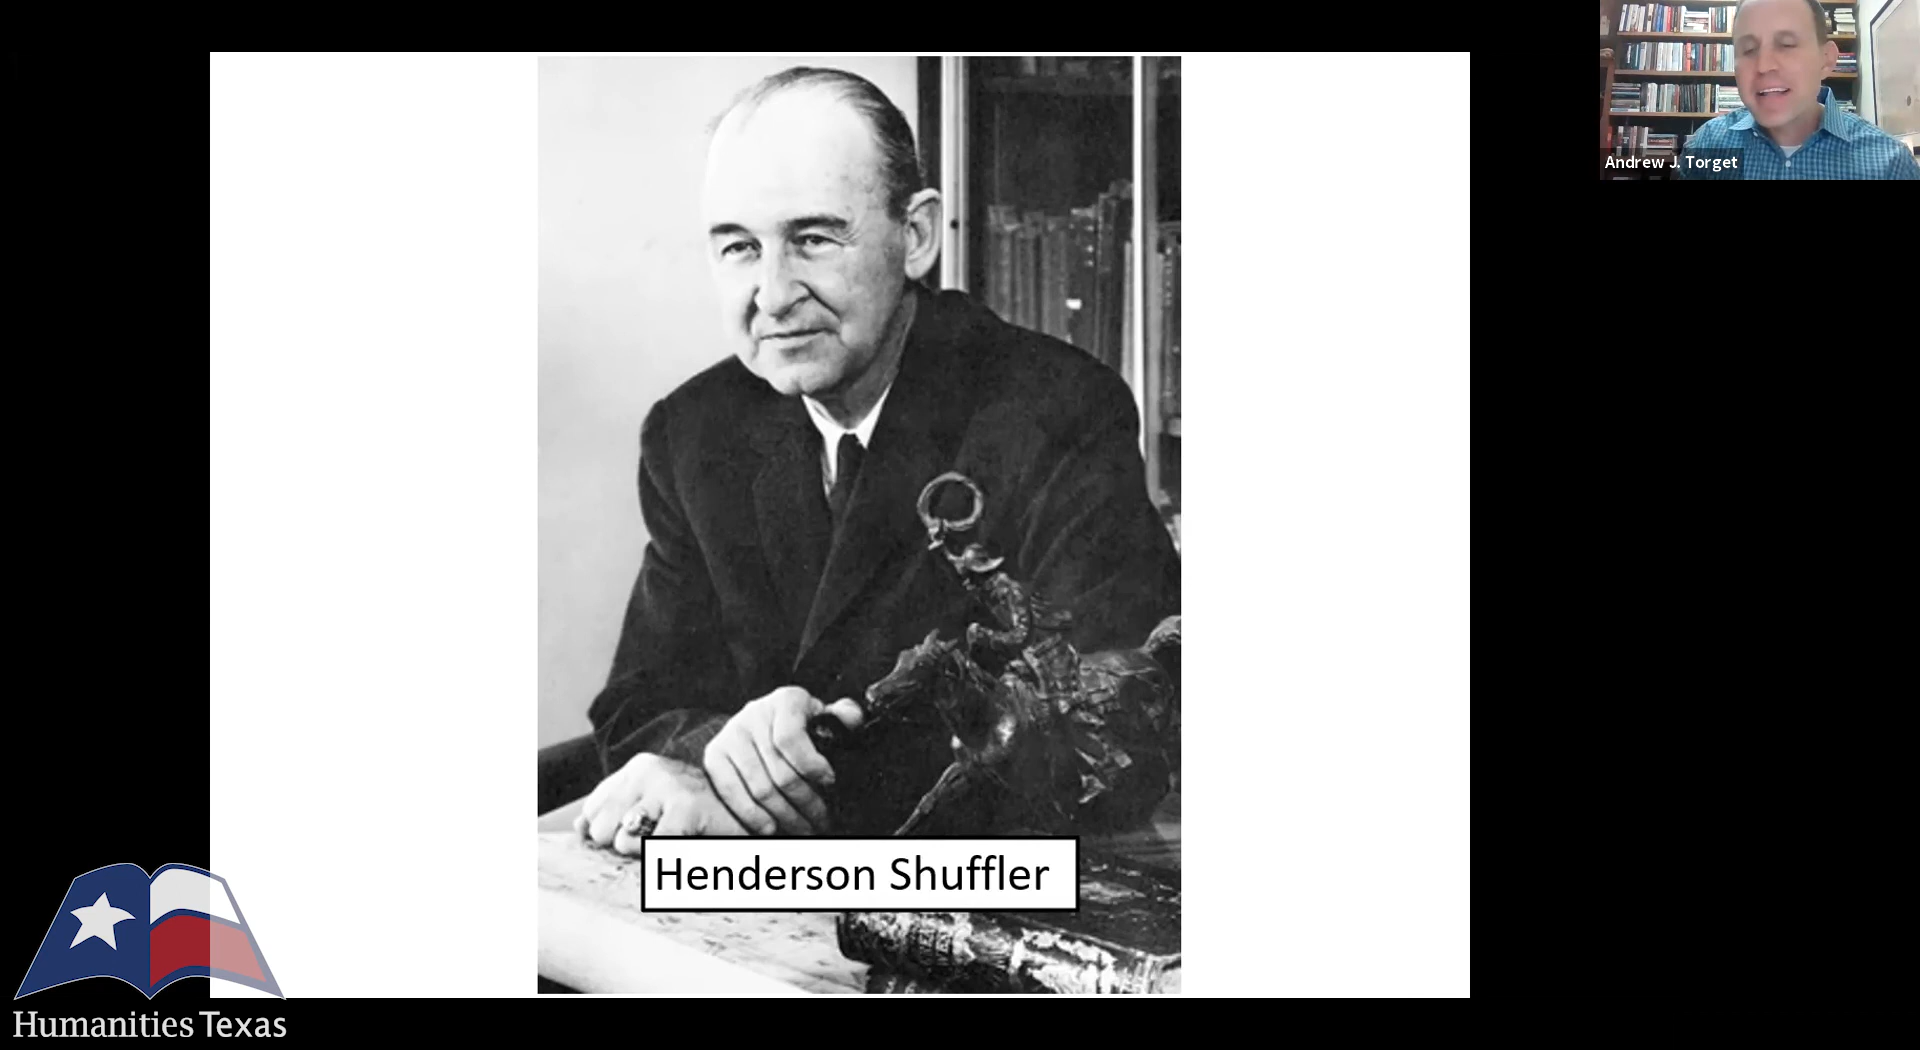 Andrew J. Torget
Henderson Shuffler
Humanities Texas